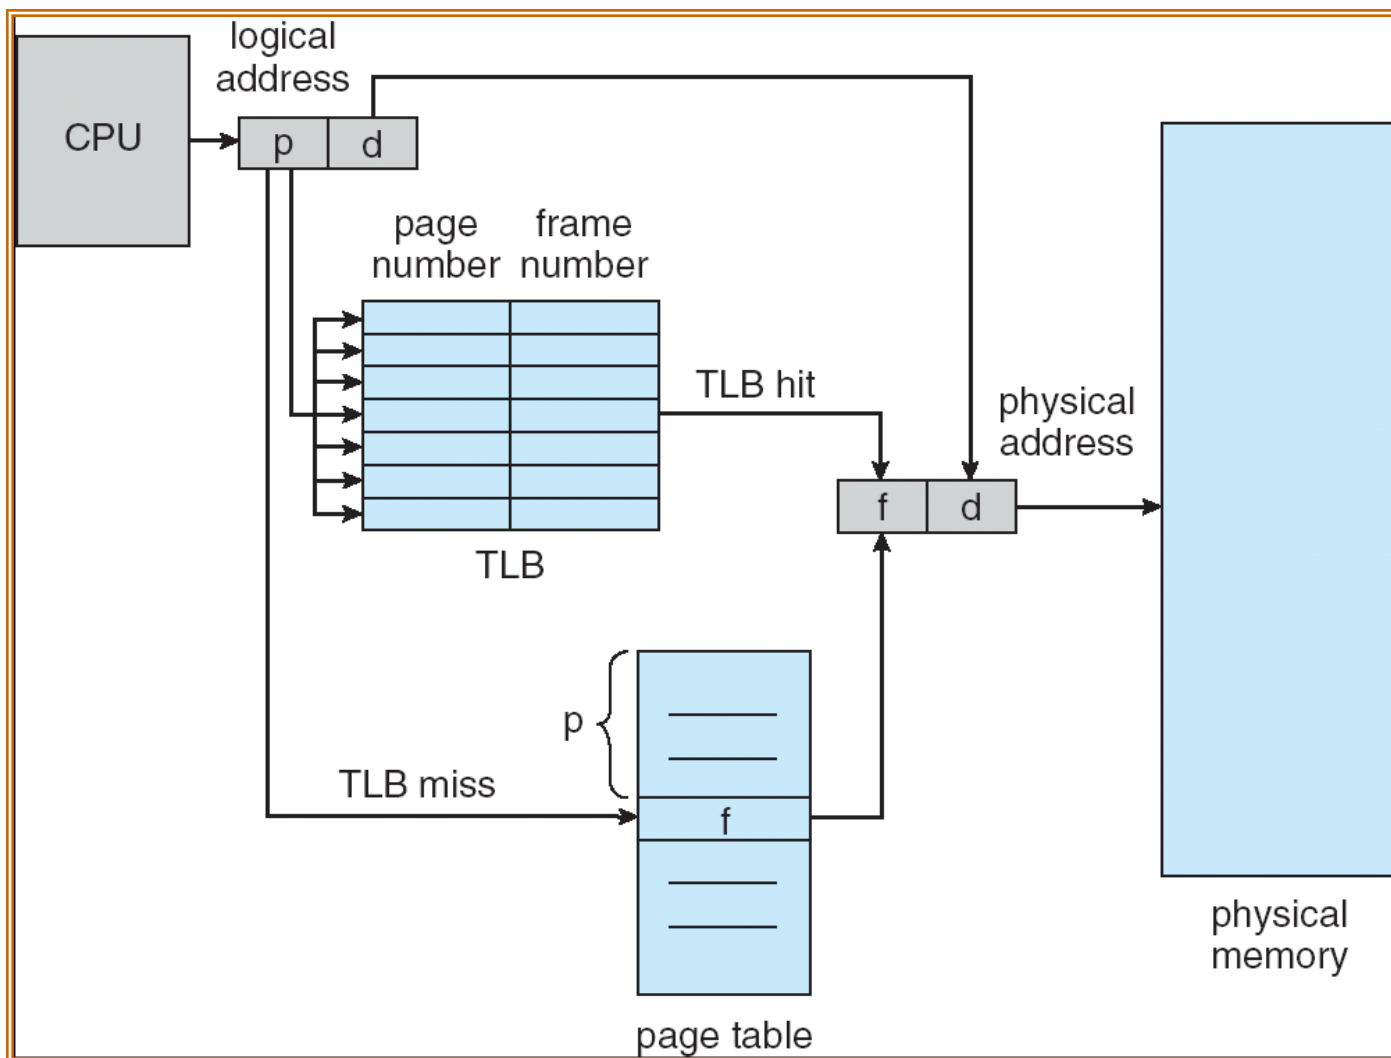 logical
address
CPU
p d
page frame
number number
TLB hit
physical
address
f d
TLB
p
TLB miss
f
physical
memory
page table